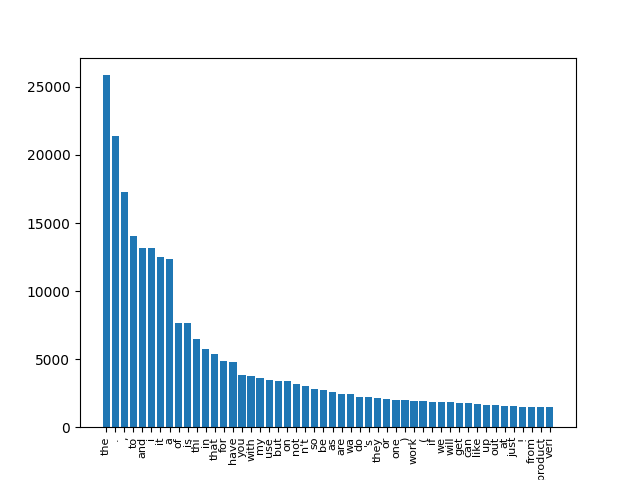 25000
20000
15000
10000
5000
0
the
.
,
to
and
i
it
a
of
is
thi
in
that
for
have
you
with
my
use
but
on
not
n't
so
be
as
are
wa
do
's
they
or
one
)
work
(
if
we
will
get
can
like
up
out
at
just
!
from
product
veri